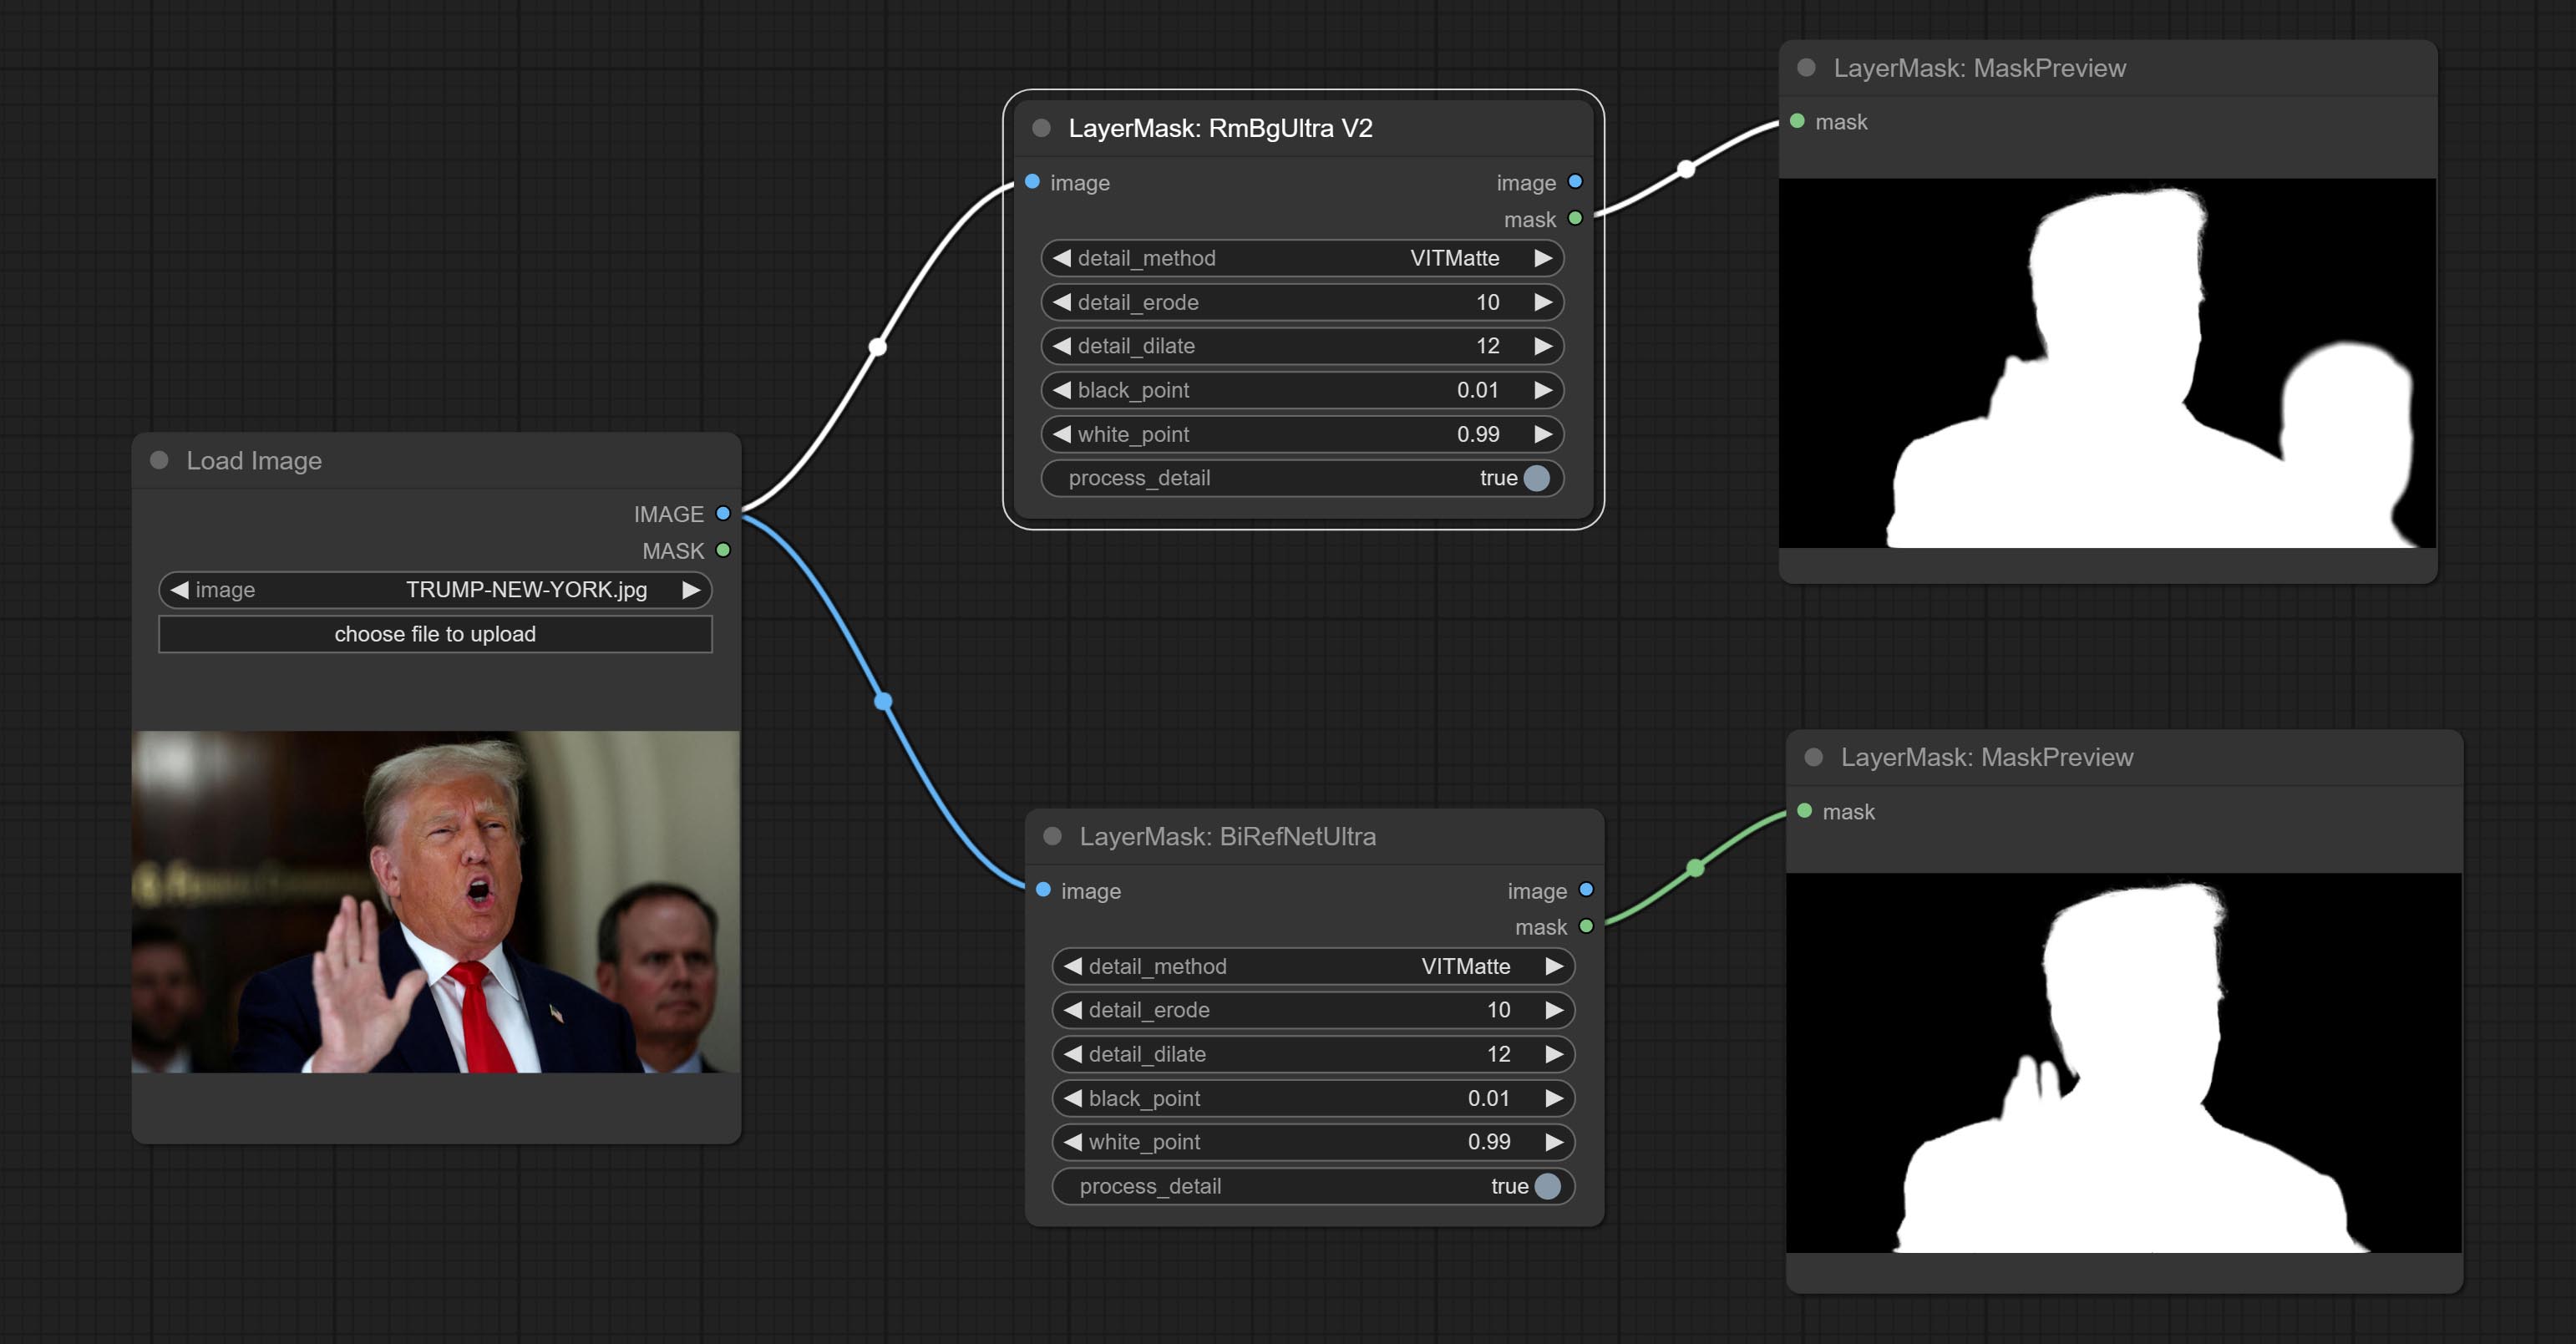 Load Image
IMAGE
MASK
image TRUMP-NEW-YORK.jpg
choose file to upload
LayerMask: RmBgUltra V2
image image
mask
detail_method VITMatte
detail_erode 10
detail_dilate 12
black_point 0.01
white_point 0.99
process_detail true
LayerMask: MaskPreview
mask
LayerMask: BiRefNetUltra
image image
mask
detail_method VITMatte
detail_erode 10
detail_dilate 12
black_point 0.01
white_point 0.99
process_detail true
LayerMask: MaskPreview
mask